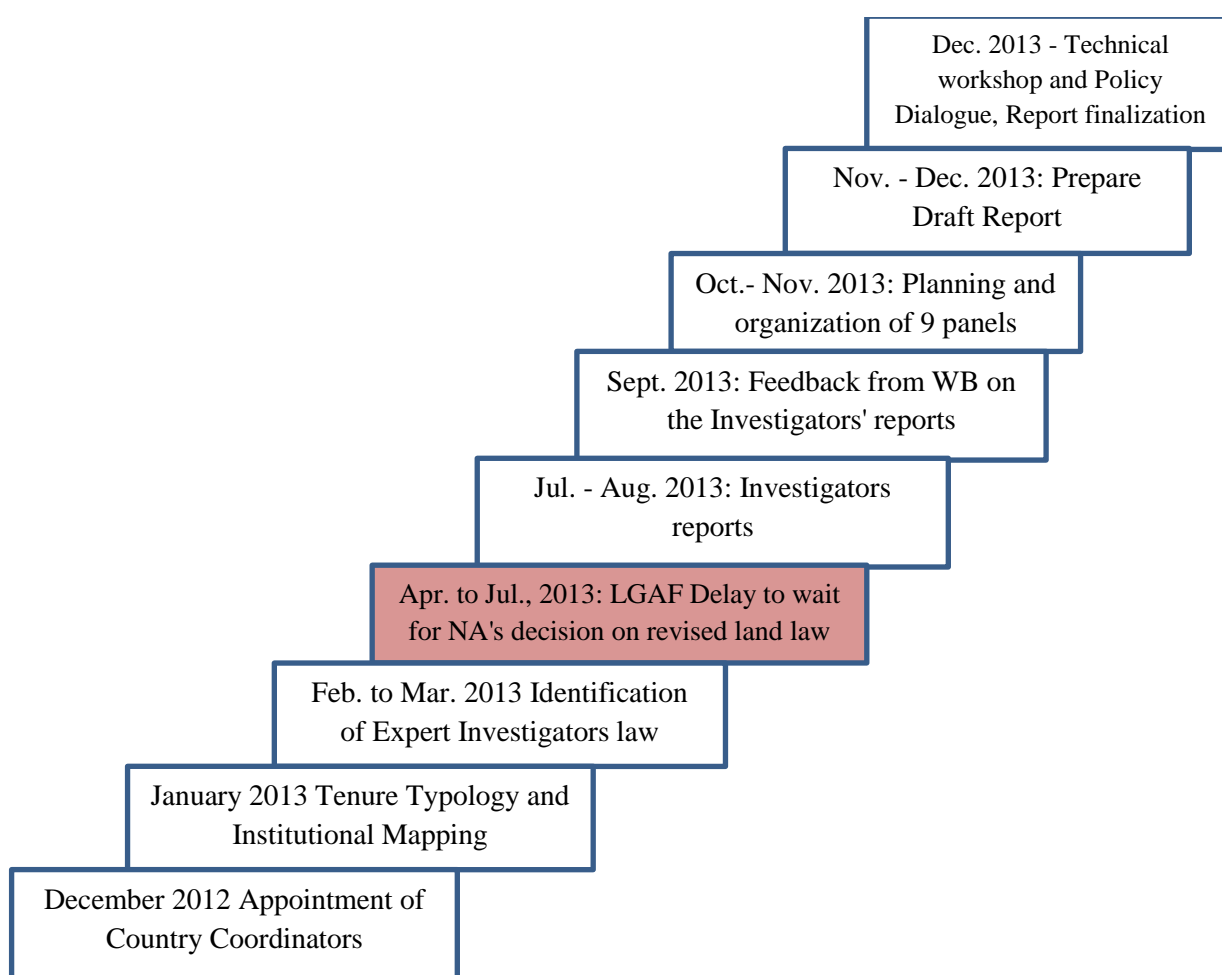 Dec. 2013 - Technical
workshop and Policy
Dialogue, Report finalization
Nov. - Dec. 2013: Prepare
Draft Report
Oct.- Nov. 2013: Planning and
organization of 9 panels
Sept. 2013: Feedback from WB on
the Investigators' reports
Jul. - Aug. 2013: Investigators
reports
Apr. to Jul., 2013: LGAF Delay to wait
for NA's decision on revised land law
Feb. to Mar. 2013 Identification
of Expert Investigators law
January 2013 Tenure Typology and
Institutional Mapping
December 2012 Appointment of
Country Coordinators